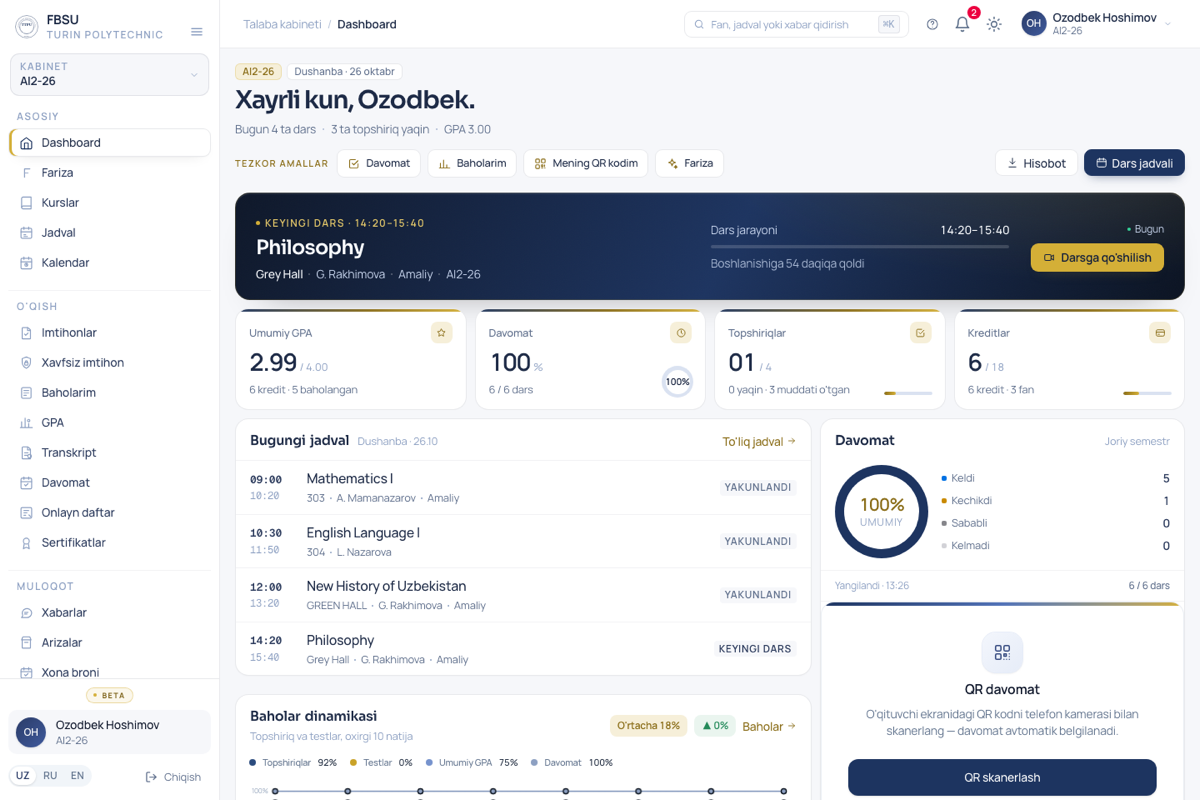 FBSU
TURIN POLYTECHNIC
KABINET
AI2-26
ASOSIY
Dashboard
F Fariza
Kurslar
Jadval
Kalendar
O'QISH
Imtihonlar
Xavfsiz imtihon
Baholarim
GPA
Transkript
Davomat
Onlayn daftar
Sertifikatlar
MULOQOT
Xabarlar
Arizalar
Xona broni
BETA
OH Ozodbek Hoshimov
AI2-26
UZ RU EN Chiqish
Talaba kabineti / Dashboard
Fan, jadval yoki xabar qidirish ⌘K
2
OH Ozodbek Hoshimov
AI2-26
AI2-26 Dushanba · 26 oktabr
Xayrli kun, Ozodbek.
Bugun 4 ta dars · 3 ta topshiriq yaqin · GPA 3.00
TEZKOR AMALLAR Davomat Baholarim Mening QR kodim Fariza Hisobot Dars jadvali
KEYINGI DARS · 14:20–15:40
Philosophy
Grey Hall · G. Rakhimova · Amaliy · AI2-26
Dars jarayoni 14:20–15:40
Boshlanishiga 54 daqiqa qoldi
Bugun
Darsga qo'shilish
Umumiy GPA
2.99 / 4.00
6 kredit · 5 baholangan
Davomat
100 %
6 / 6 dars
100%
Topshiriqlar
01 / 4
0 yaqin · 3 muddati o'tgan
Kreditlar
6 / 18
6 kredit · 3 fan
Bugungi jadval Dushanba · 26.10 To'liq jadval →
09:00 Mathematics I
10:20 303 · A. Mamanazarov · Amaliy
YAKUNLANDI
10:30 English Language I
11:50 304 · L. Nazarova
YAKUNLANDI
12:00 New History of Uzbekistan
13:20 GREEN HALL · G. Rakhimova · Amaliy
YAKUNLANDI
14:20 Philosophy
15:40 Grey Hall · G. Rakhimova · Amaliy
KEYINGI DARS
Baholar dinamikasi
Topshiriq va testlar, oxirgi 10 natija
O'rtacha 18% ▲ 0% Baholar →
Topshiriqlar 92% Testlar 0% Umumiy GPA 75% Davomat 100%
100%
Davomat Joriy semestr
100%
UMUMIY
Keldi 5
Kechikdi 1
Sababli 0
Kelmadi 0
Yangilandi · 13:26 6 / 6 dars
QR davomat
O'qituvchi ekranidagi QR kodni telefon kamerasi bilan
skanerlang — davomat avtomatik belgilanadi.
QR skanerlash